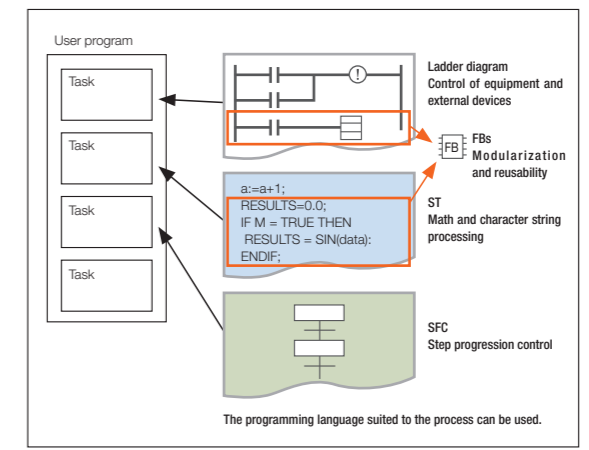 User program
Task
Task
Task
Task
Ladder diagram
Control of equipment and
external devices
FB
FBs
Modularization
and reusability
a:=a+1;
RESULTS=0.0;
IF M = TRUE THEN
RESULTS = SIN(data):
ENDIF;
ST
Math and character string
processing
SFC
Step progression control
The programming language suited to the process can be used.